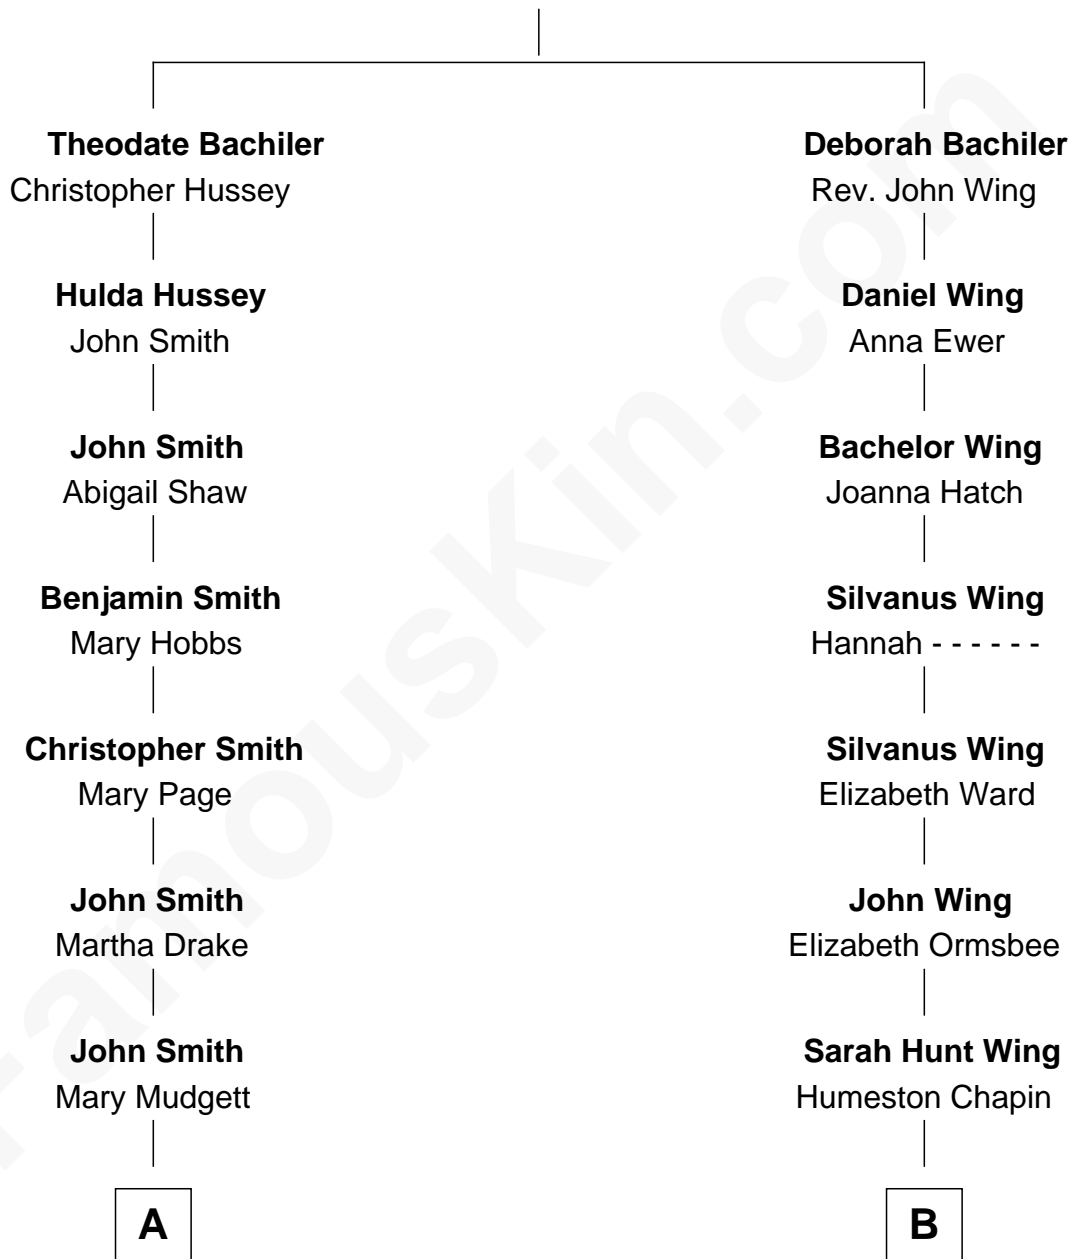 Theodate Bachiler
Christopher Hussey
Hulda Hussey
John Smith
John Smith
Abigail Shaw
Benjamin Smith
Mary Hobbs
Christopher Smith
Mary Page
John Smith
Martha Drake
John Smith
Mary Mudgett
A
Deborah Bachiler
Rev. John Wing
Daniel Wing
Anna Ewer
Bachelor Wing
Joanna Hatch
Silvanus Wing
Hannah - - - - - -
Silvanus Wing
Elizabeth Ward
John Wing
Elizabeth Ormsbee
Sarah Hunt Wing
Humeston Chapin
B
FamousKin.com